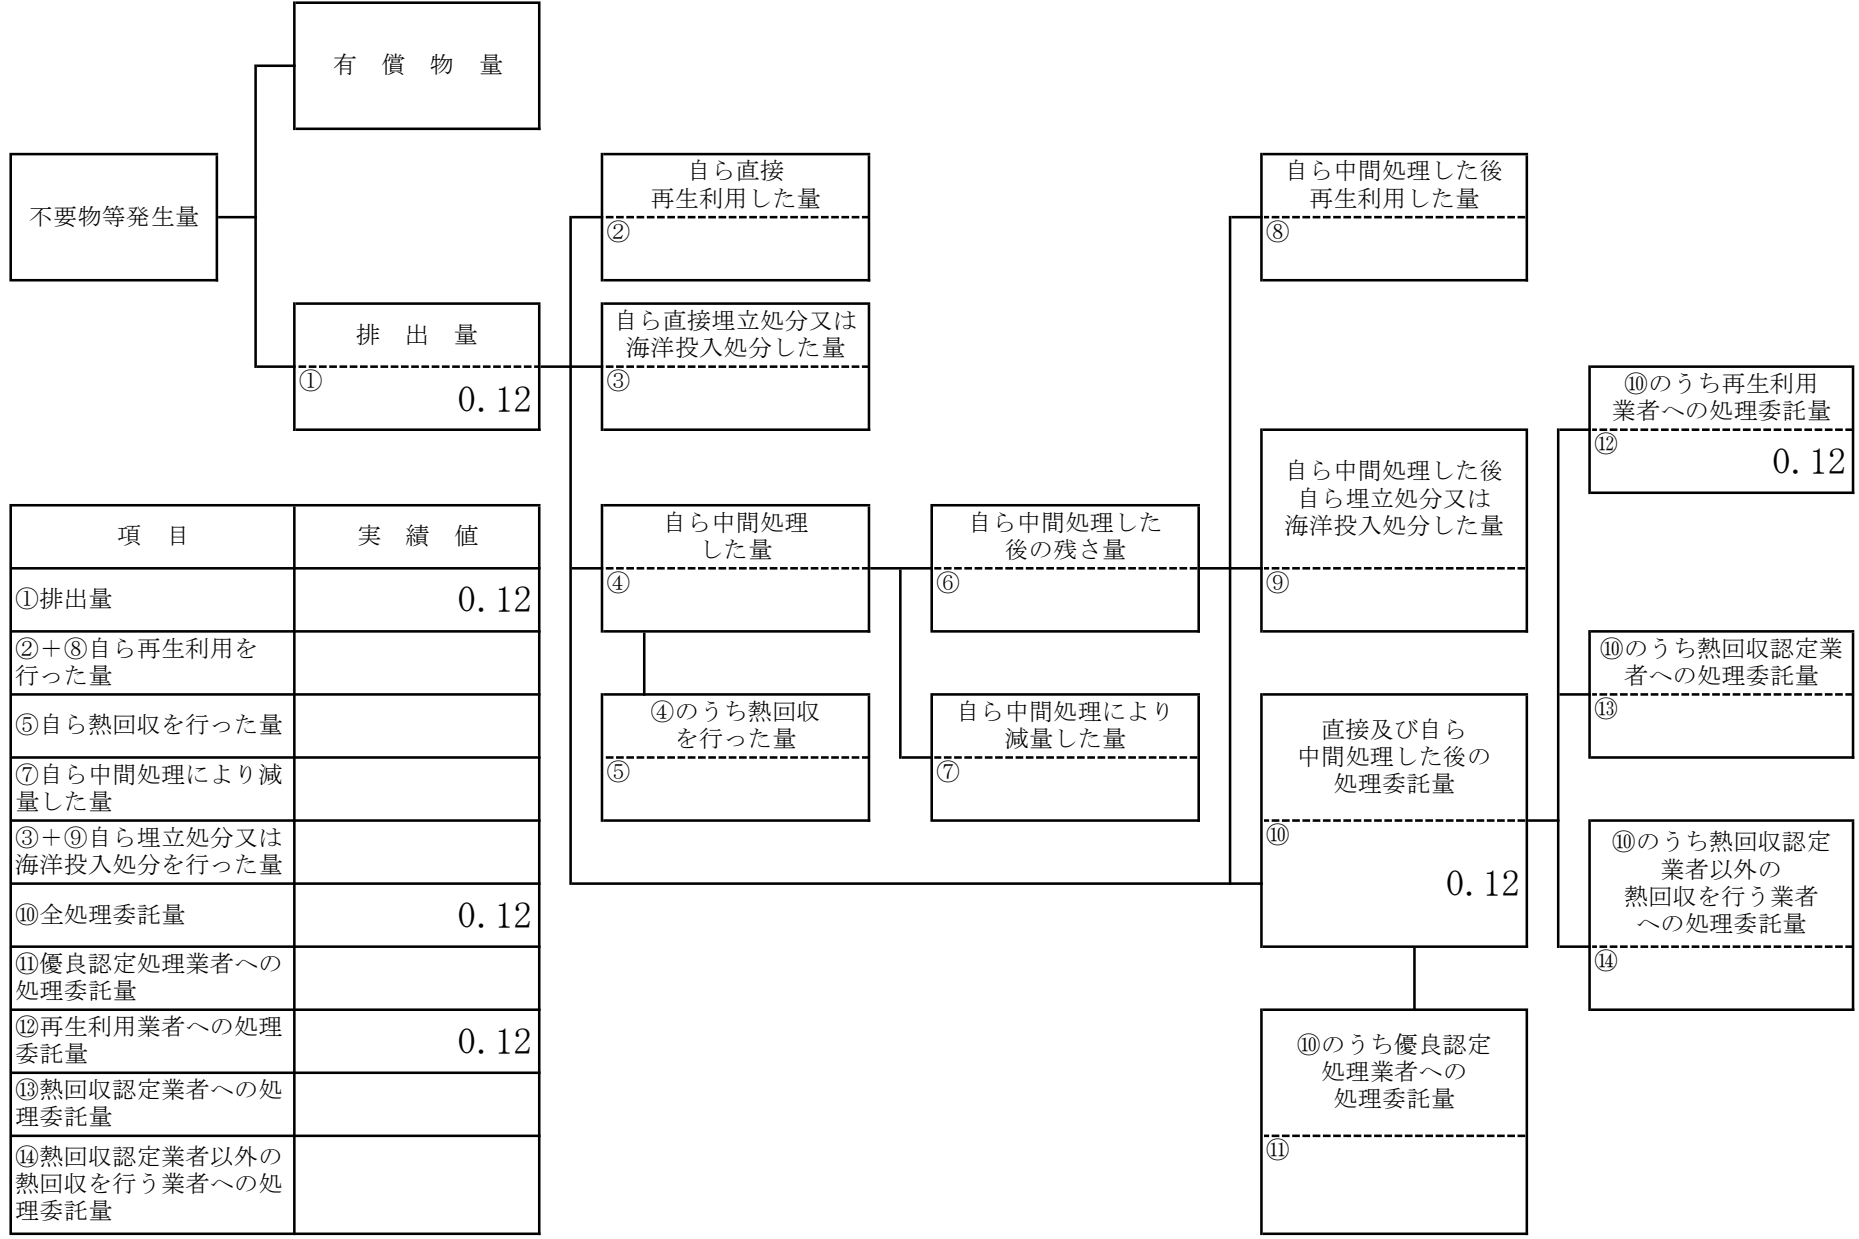 有　償　物　量
不要物等発生量
排　出　量
①
0.12
自ら直接
再生利用した量
②
自ら直接埋立処分又は
海洋投入処分した量
③
自ら中間処理
した量
④
④のうち熱回収
を行った量
⑤
自ら中間処理した
後の残さ量
⑥
自ら中間処理により
減量した量
⑦
自ら中間処理した後
再生利用した量
⑧
自ら中間処理した後
自ら埋立処分又は
海洋投入処分した量
⑨
直接及び自ら
中間処理した後の
処理委託量
⑩
0.12
⑩のうち優良認定
処理業者への
処理委託量
⑪
⑩のうち再生利用
業者への処理委託量
⑫
0.12
⑩のうち熱回収認定業
者への処理委託量
⑬
⑩のうち熱回収認定
業者以外の
熱回収を行う業者
への処理委託量
⑭
項　目
実　績　値
①排出量
0.12
②＋⑧自ら再生利用を
行った量
⑤自ら熱回収を行った量
⑦自ら中間処理により減
量した量
③＋⑨自ら埋立処分又は
海洋投入処分を行った量
⑩全処理委託量
0.12
⑪優良認定処理業者への
処理委託量
⑫再生利用業者への処理
委託量
0.12
⑬熱回収認定業者への処
理委託量
⑭熱回収認定業者以外の
熱回収を行う業者への処
理委託量